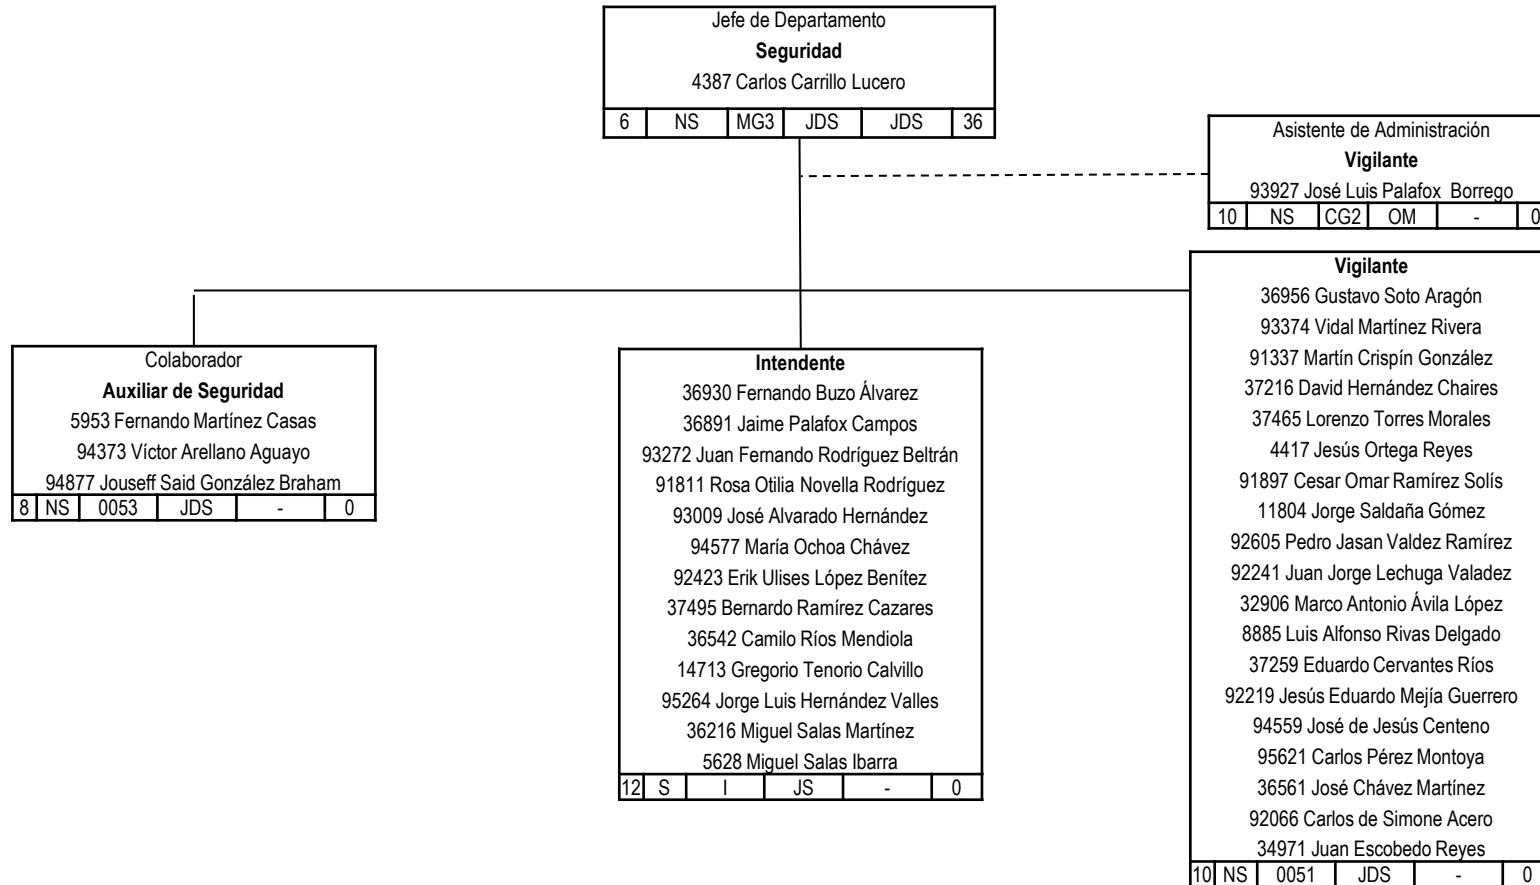 Jefe de Departamento
Seguridad
4387 Carlos Carrillo Lucero
6 NS MG3 JDS JDS 36
Asistente de Administración
Vigilante
93927 José Luis Palafox Borrego
10 NS CG2 OM - 0
Colaborador
Auxiliar de Seguridad
5953 Fernando Martínez Casas
94373 Víctor Arellano Aguayo
94877 Jouseff Said González Braham
8 NS 0053 JDS - 0
Intendente
36930 Fernando Buzo Álvarez
36891 Jaime Palafox Campos
93272 Juan Fernando Rodríguez Beltrán
91811 Rosa Otilia Novella Rodríguez
93009 José Alvarado Hernández
94577 María Ochoa Chávez
92423 Erik Ulises López Benítez
37495 Bernardo Ramírez Cazares
36542 Camilo Ríos Mendiola
14713 Gregorio Tenorio Calvillo
95264 Jorge Luis Hernández Valles
36216 Miguel Salas Martínez
5628 Miguel Salas Ibarra
12 S I JS - 0
Vigilante
36956 Gustavo Soto Aragón
93374 Vidal Martínez Rivera
91337 Martín Crispín González
37216 David Hernández Chaires
37465 Lorenzo Torres Morales
4417 Jesús Ortega Reyes
91897 Cesar Omar Ramírez Solís
11804 Jorge Saldaña Gómez
92605 Pedro Jasan Valdez Ramírez
92241 Juan Jorge Lechuga Valadez
32906 Marco Antonio Ávila López
8885 Luis Alfonso Rivas Delgado
37259 Eduardo Cervantes Ríos
92219 Jesús Eduardo Mejía Guerrero
94559 José de Jesús Centeno
95621 Carlos Pérez Montoya
36561 José Chávez Martínez
92066 Carlos de Simone Acero
34971 Juan Escobedo Reyes
10 NS 0051 JDS - 0